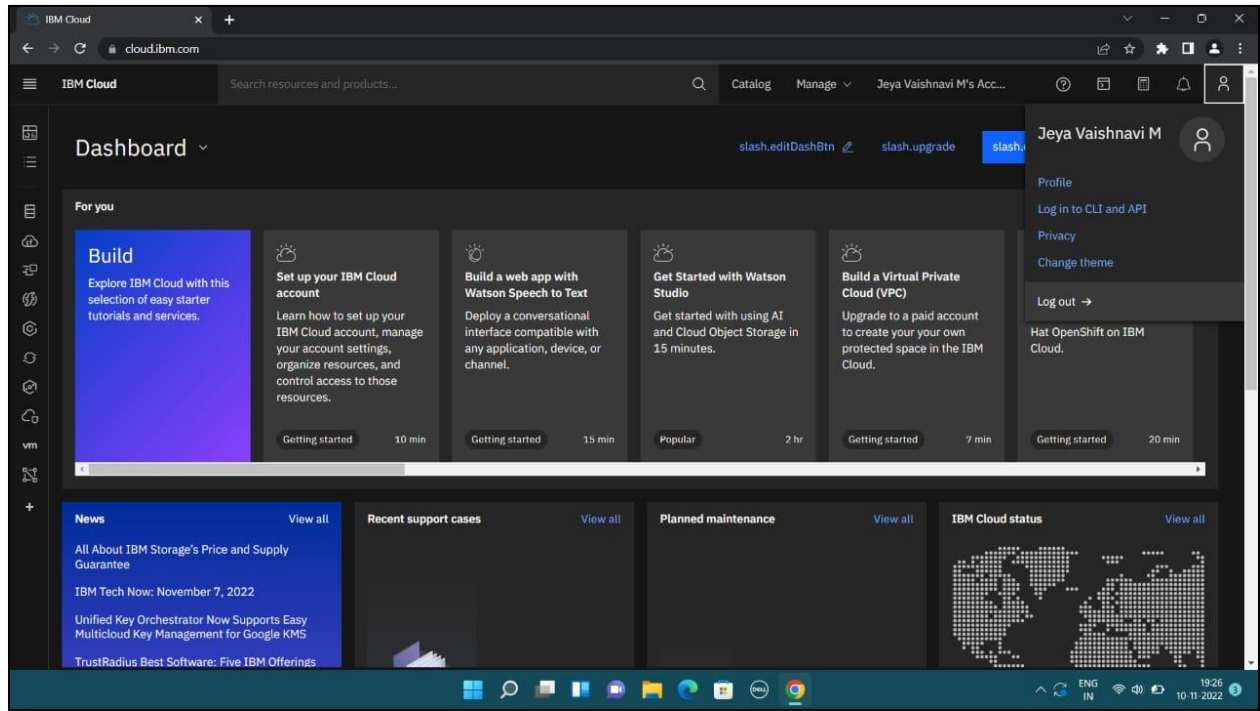 IBM Cloud
cloud.ibm.com
IBM Cloud
Search resources and products...
Catalog
Manage
Jeya Vaishnavi M's Acc...
Jeya Vaishnavi M
Profile
Log in to CLI and API
Privacy
Change theme
Log out →
Dashboard
slash.editDashBtn
slash.upgrade
slash.
For you
Build
Explore IBM Cloud with this
selection of easy starter
tutorials and services.
Set up your IBM Cloud
account
Learn how to set up your
IBM Cloud account, manage
your account settings,
organize resources, and
control access to those
resources.
Getting started
10 min
Build a web app with
Watson Speech to Text
Deploy a conversational
interface compatible with
any application, device, or
channel.
Getting started
15 min
Get Started with Watson
Studio
Get started with using AI
and Cloud Object Storage in
15 minutes.
Popular
2 hr
Build a Virtual Private
Cloud (VPC)
Upgrade to a paid account
to create your your own
protected space in the IBM
Cloud.
Getting started
7 min
Hat OpenShift on IBM
Cloud.
Getting started
20 min
vm
News
View all
All About IBM Storage's Price and Supply
Guarantee
IBM Tech Now: November 7, 2022
Unified Key Orchestrator Now Supports Easy
Multicloud Key Management for Google KMS
TrustRadius Best Software: Five IBM Offerings
Recent support cases
View all
Planned maintenance
View all
IBM Cloud status
View all
DELL
ENG
IN
19:26
10-11-2022
3